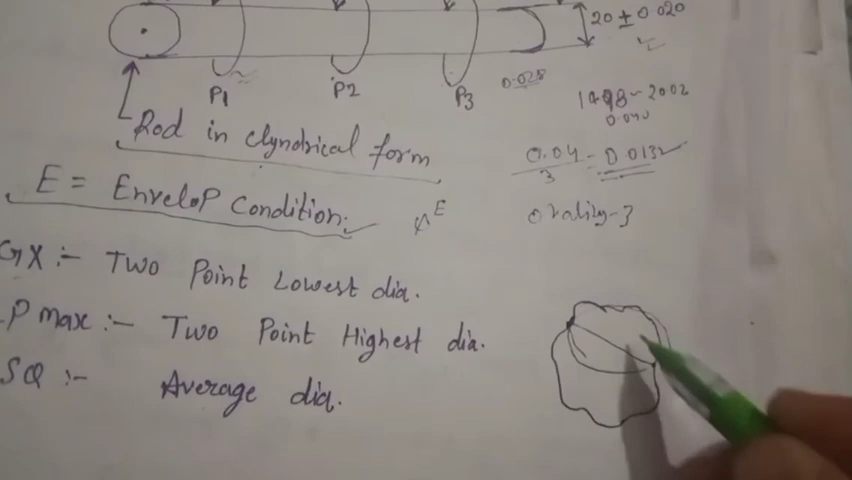 20 ± 0.020
P1 P2 P3
0.025
1998-2002
0.040
Rod in clyndrical form
0.04/3 = 0.0132
E = EnveloP Condition.
E
Ovality-3
GX :- Two Point Lowest dia.
P max :- Two Point Highest dia.
SQ :- Average dia.